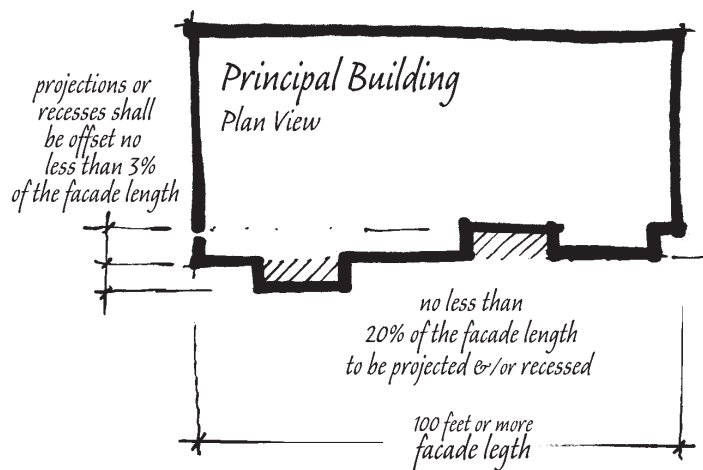 Principal Building
Plan View
projections or
recesses shall
be offset no
less than 3%
of the facade length
no less than
20% of the facade length
to be projected &/or recessed
100 feet or more
facade legth